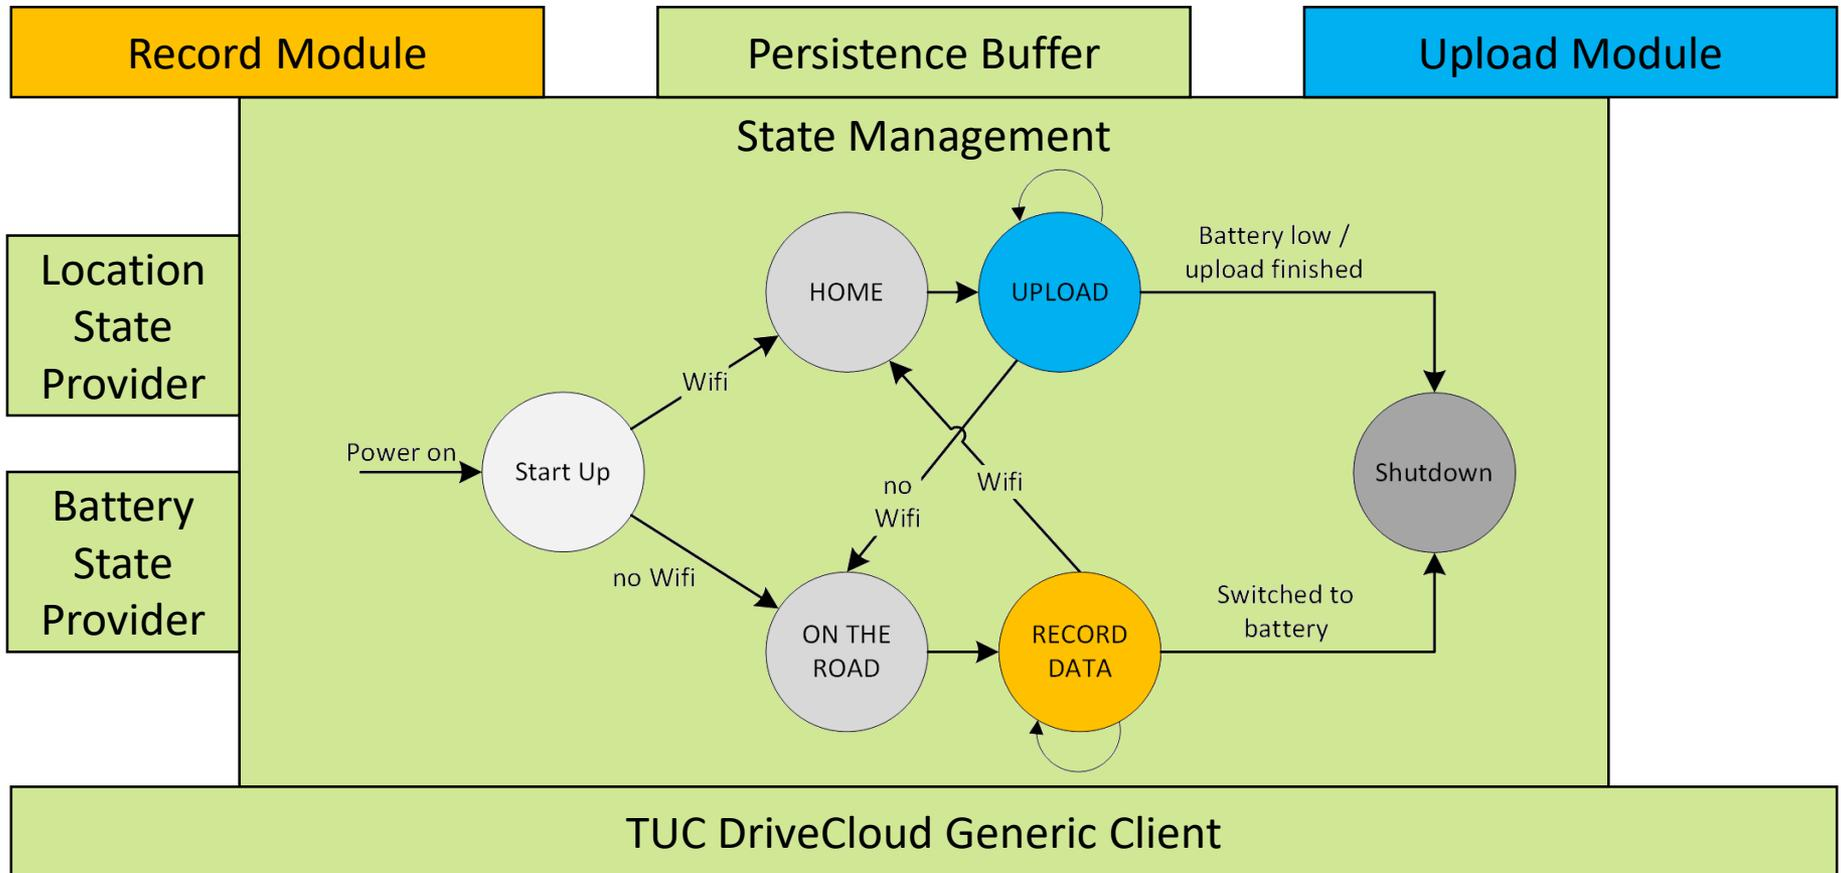 Record Module
Persistence Buffer
Upload Module
State Management
Location
State
Provider
Battery
State
Provider
Power on
Start Up
Wifi
no Wifi
HOME
UPLOAD
Battery low /
upload finished
no
Wifi
Wifi
ON THE
ROAD
RECORD
DATA
Switched to
battery
Shutdown
TUC DriveCloud Generic Client